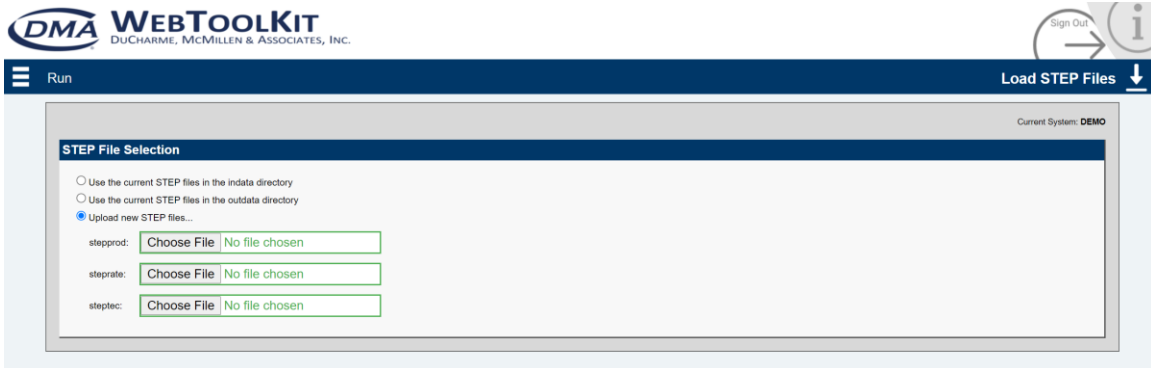 DMA WEBTOOLKIT
DUCHARME, MCMILLEN & ASSOCIATES, INC.
Sign Out
i
Run
Load STEP Files
Current System: DEMO
STEP File Selection
Use the current STEP files in the indata directory
Use the current STEP files in the outdata directory
Upload new STEP files...
stepprod: Choose File No file chosen
steprate: Choose File No file chosen
steptec: Choose File No file chosen